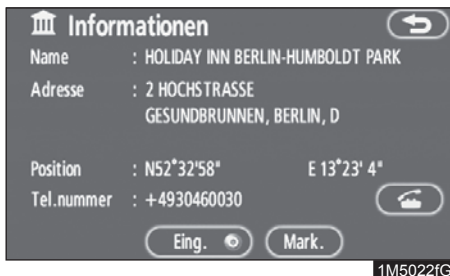 Informationen
Name : HOLIDAY INN BERLIN-HUMBOLDT PARK
Adresse : 2 HOCHSTRASSE
GESUNDBRUNNEN, BERLIN, D
Position : N52°32'58" E 13°23' 4"
Tel.nummer : +4930460030
Eing. Mark.
1M5022fG